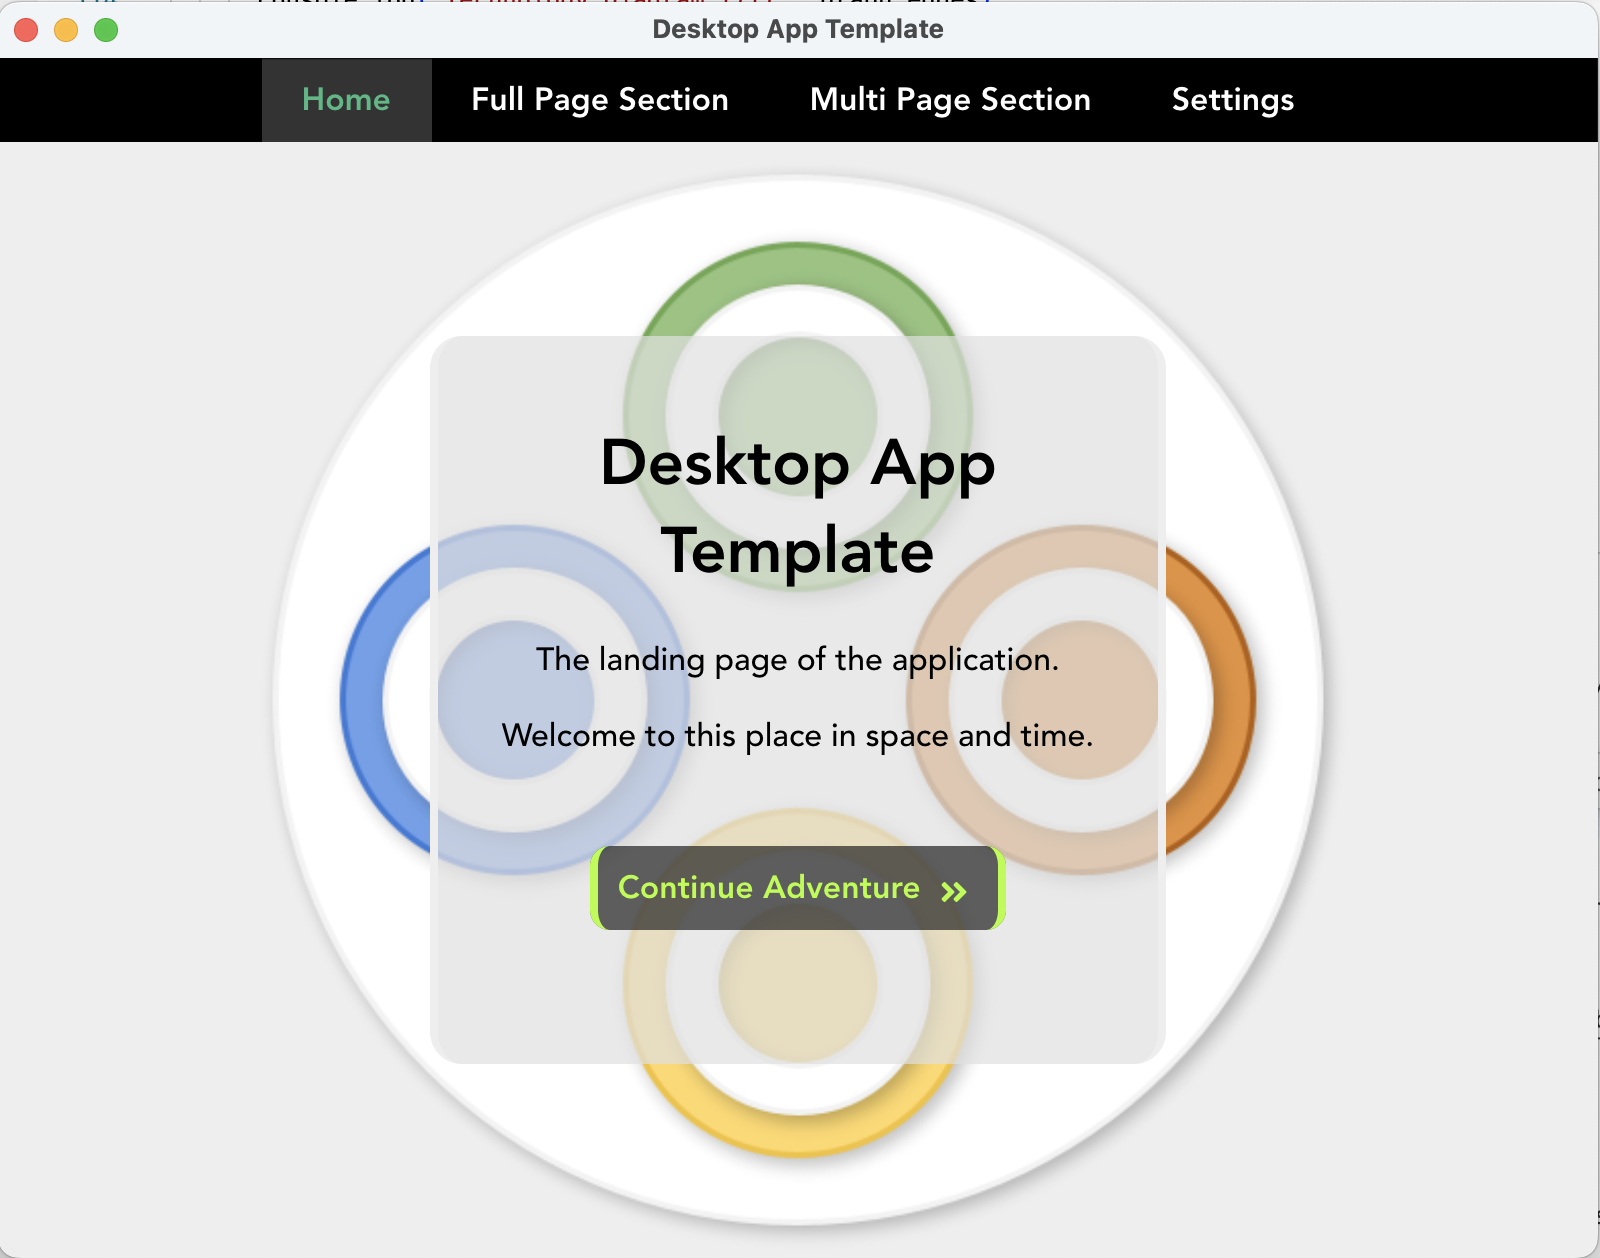 Desktop App Template
Home Full Page Section Multi Page Section Settings
Desktop App
Template
The landing page of the application.
Welcome to this place in space and time.
Continue Adventure »